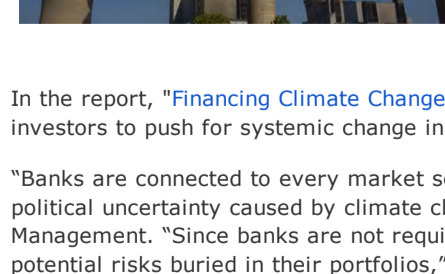 In the report, "Financing Climate Change
investors to push for systemic change in
“Banks are connected to every market s
political uncertainty caused by climate c
Management. “Since banks are not requi
potential risks buried in their portfolios,”